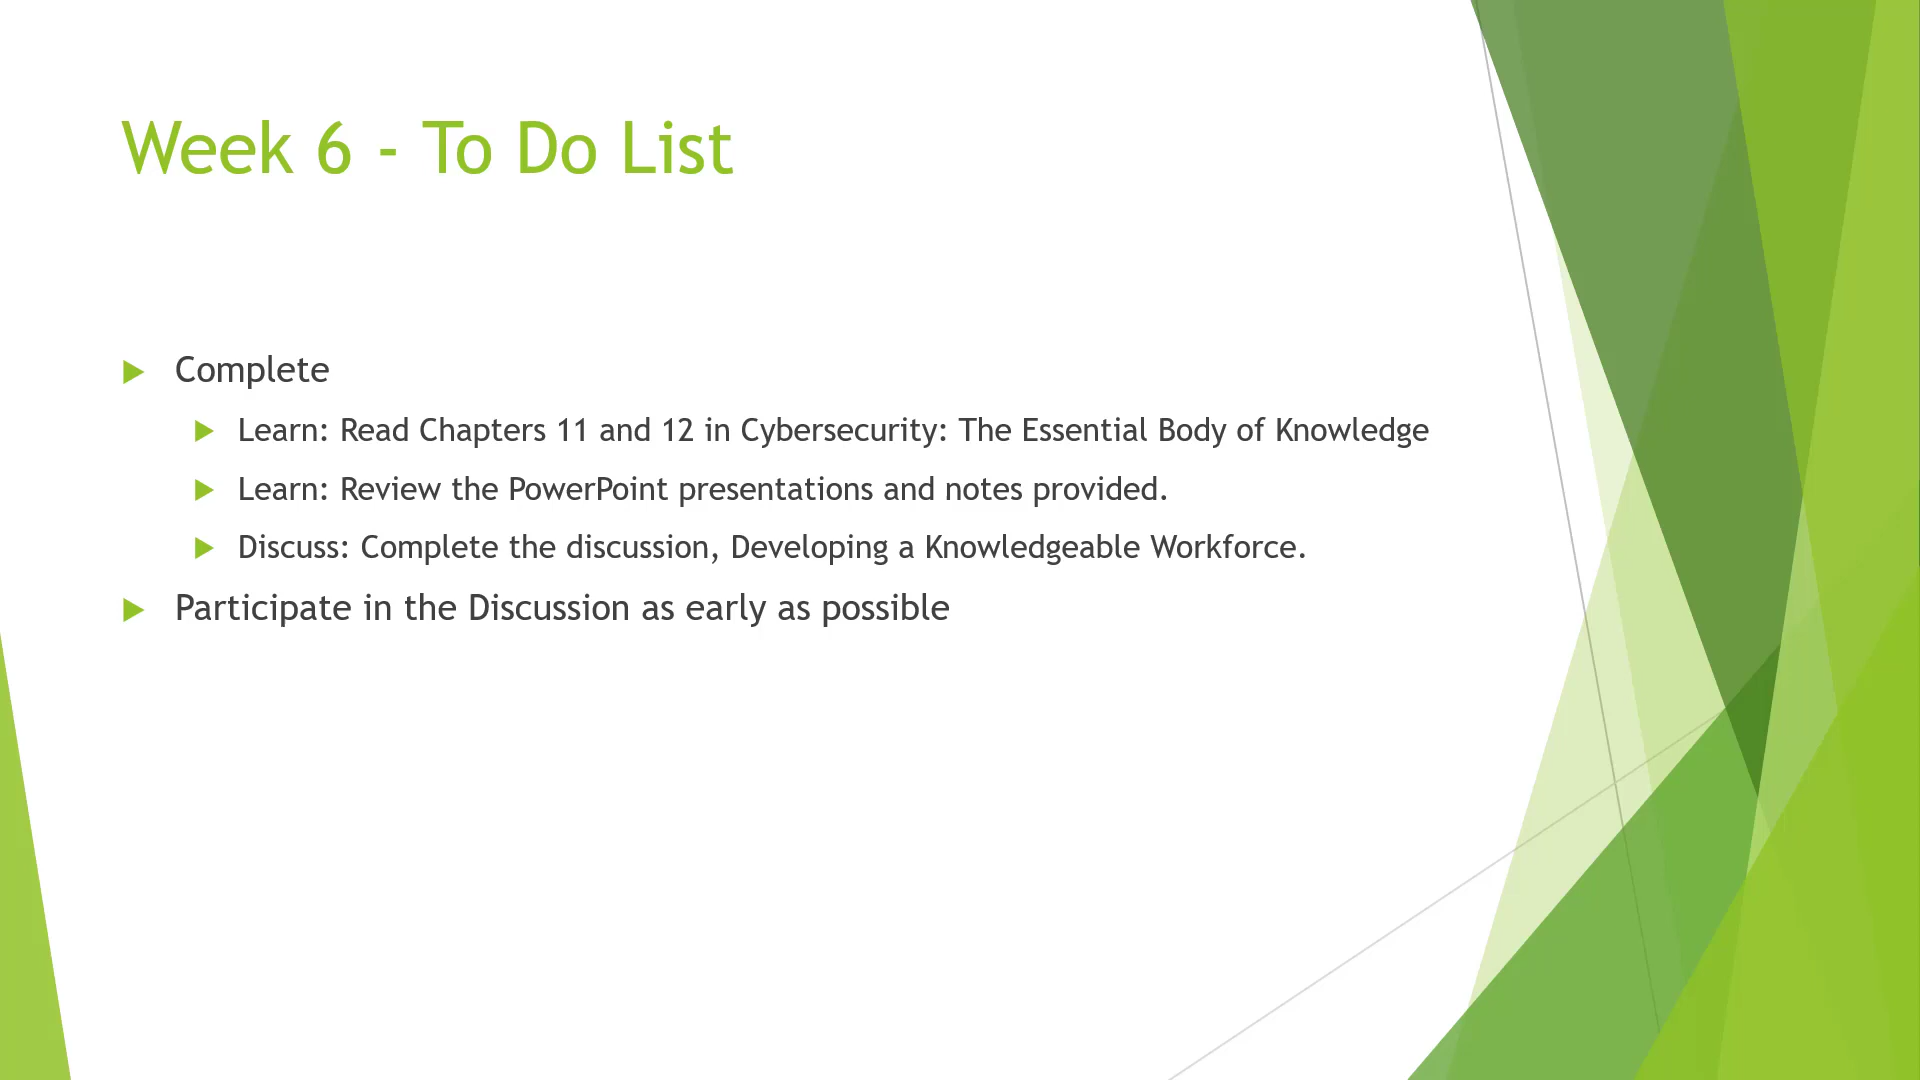 Week 6 - To Do List
Complete
Learn: Read Chapters 11 and 12 in Cybersecurity: The Essential Body of Knowledge
Learn: Review the PowerPoint presentations and notes provided.
Discuss: Complete the discussion, Developing a Knowledgeable Workforce.
Participate in the Discussion as early as possible